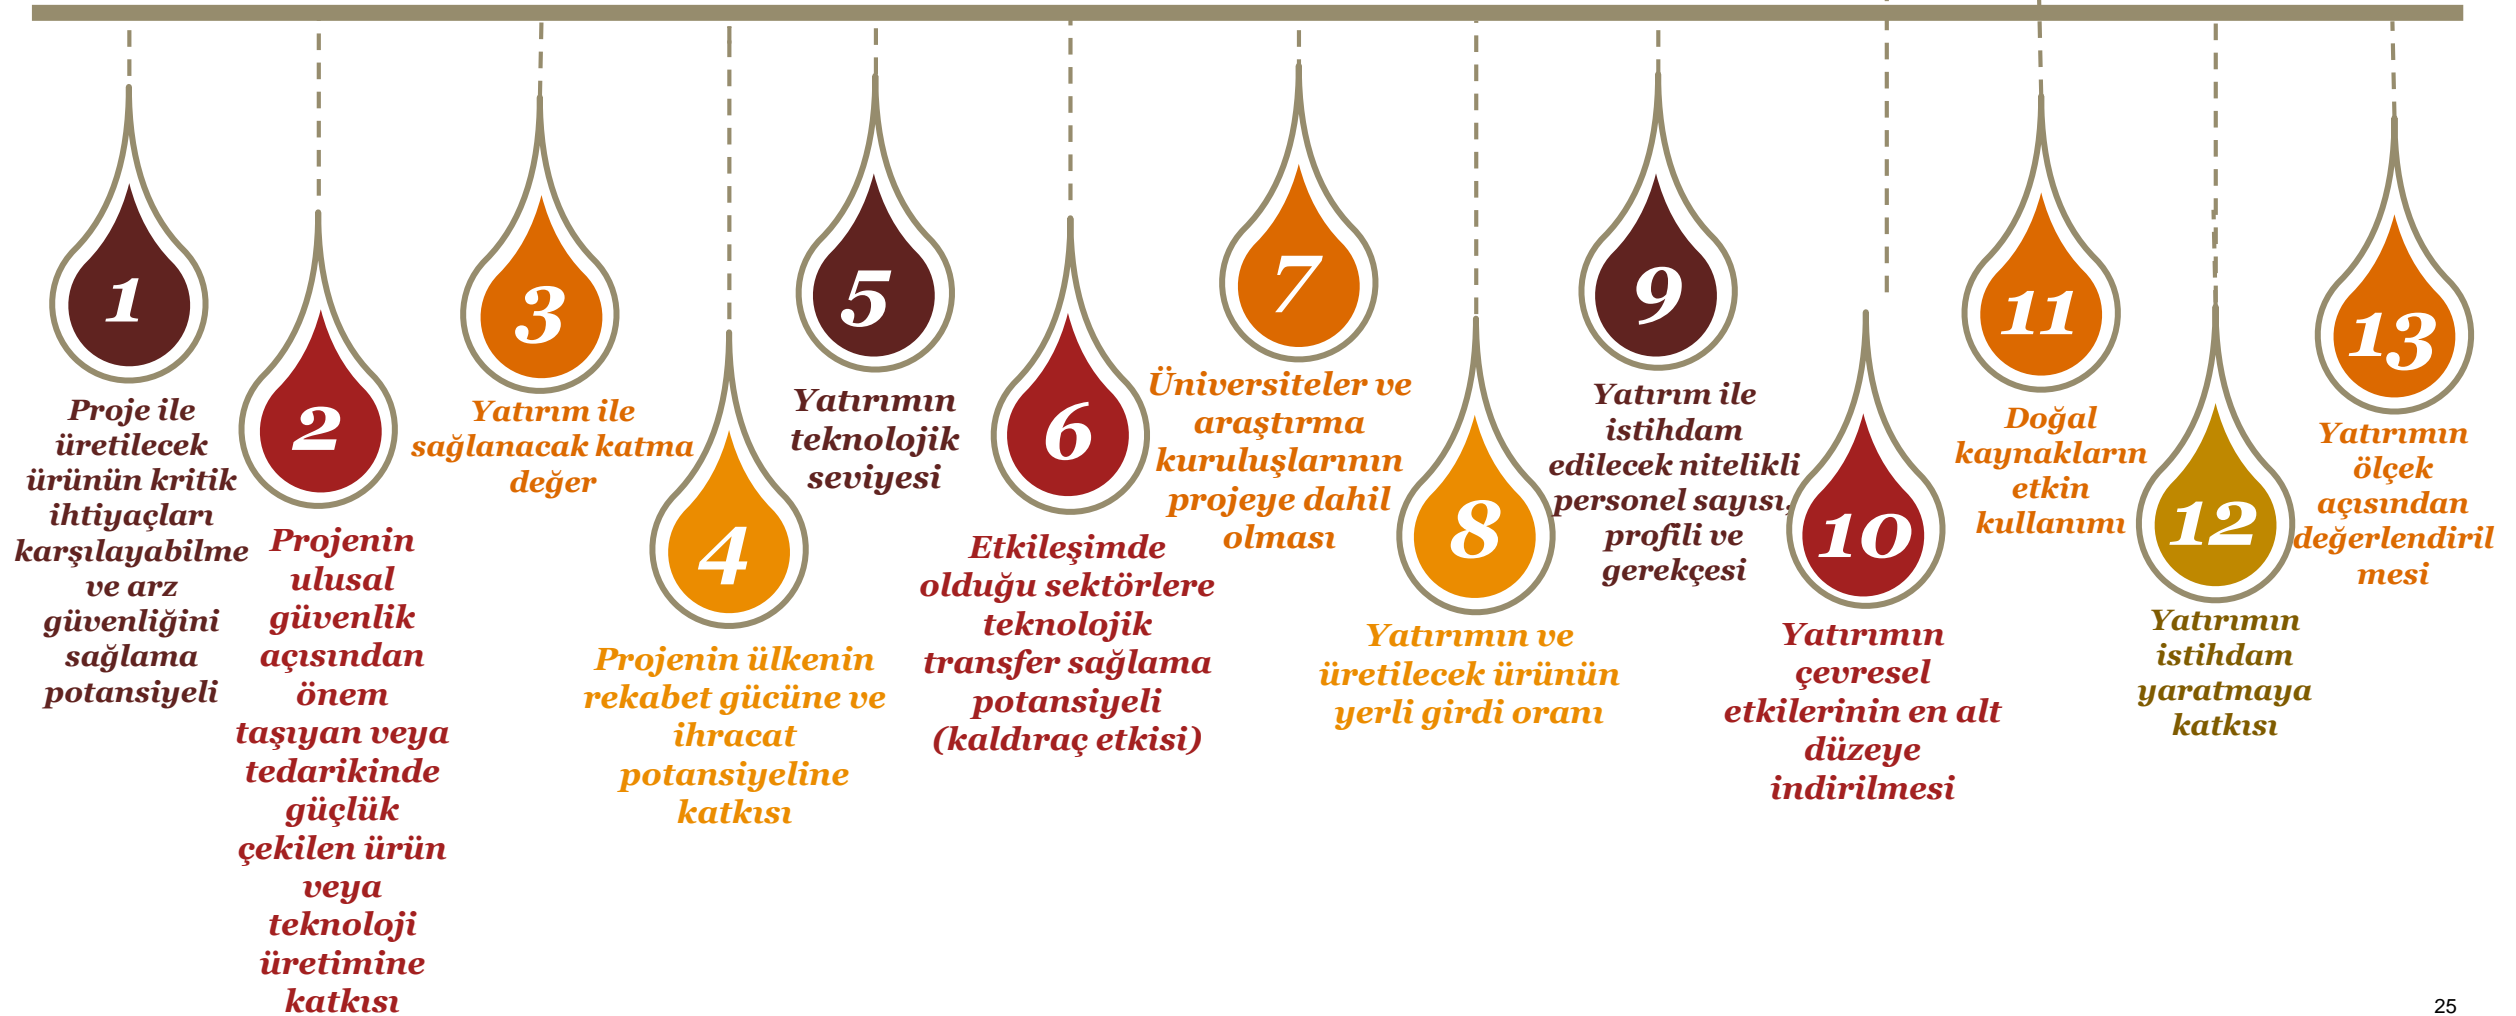 1
Proje ile
üretilecek
ürünün kritik
ihtiyaçları
karşılayabilme
ve arz
güvenliğini
sağlama
potansiyeli
2
Projenin
ulusal
güvenlik
açısından
önem
taşıyan veya
tedarikinde
güçlük
çekilen ürün
veya
teknoloji
üretimine
katkısı
3
Yatırım ile
sağlanacak katma
değer
4
Projenin ülkenin
rekabet gücüne ve
ihracat
potansiyeline
katkısı
5
Yatırımın
teknolojik
seviyesi
6
Etkileşimde
olduğu sektörlere
teknolojik
transfer sağlama
potansiyeli
(kaldıraç etkisi)
7
Üniversiteler ve
araştırma
kuruluşlarının
projeye dahil
olması
8
Yatırımın ve
üretilecek ürünün
yerli girdi oranı
9
Yatırım ile
istihdam
edilecek nitelikli
personel sayısı,
profili ve
gerekçesi
10
Yatırımın
çevresel
etkilerinin en alt
düzeye
indirilmesi
11
Doğal
kaynakların
etkin
kullanımı
12
Yatırımın
istihdam
yaratmaya
katkısı
13
Yatırımın
ölçek
açısından
değerlendiril
mesi
25